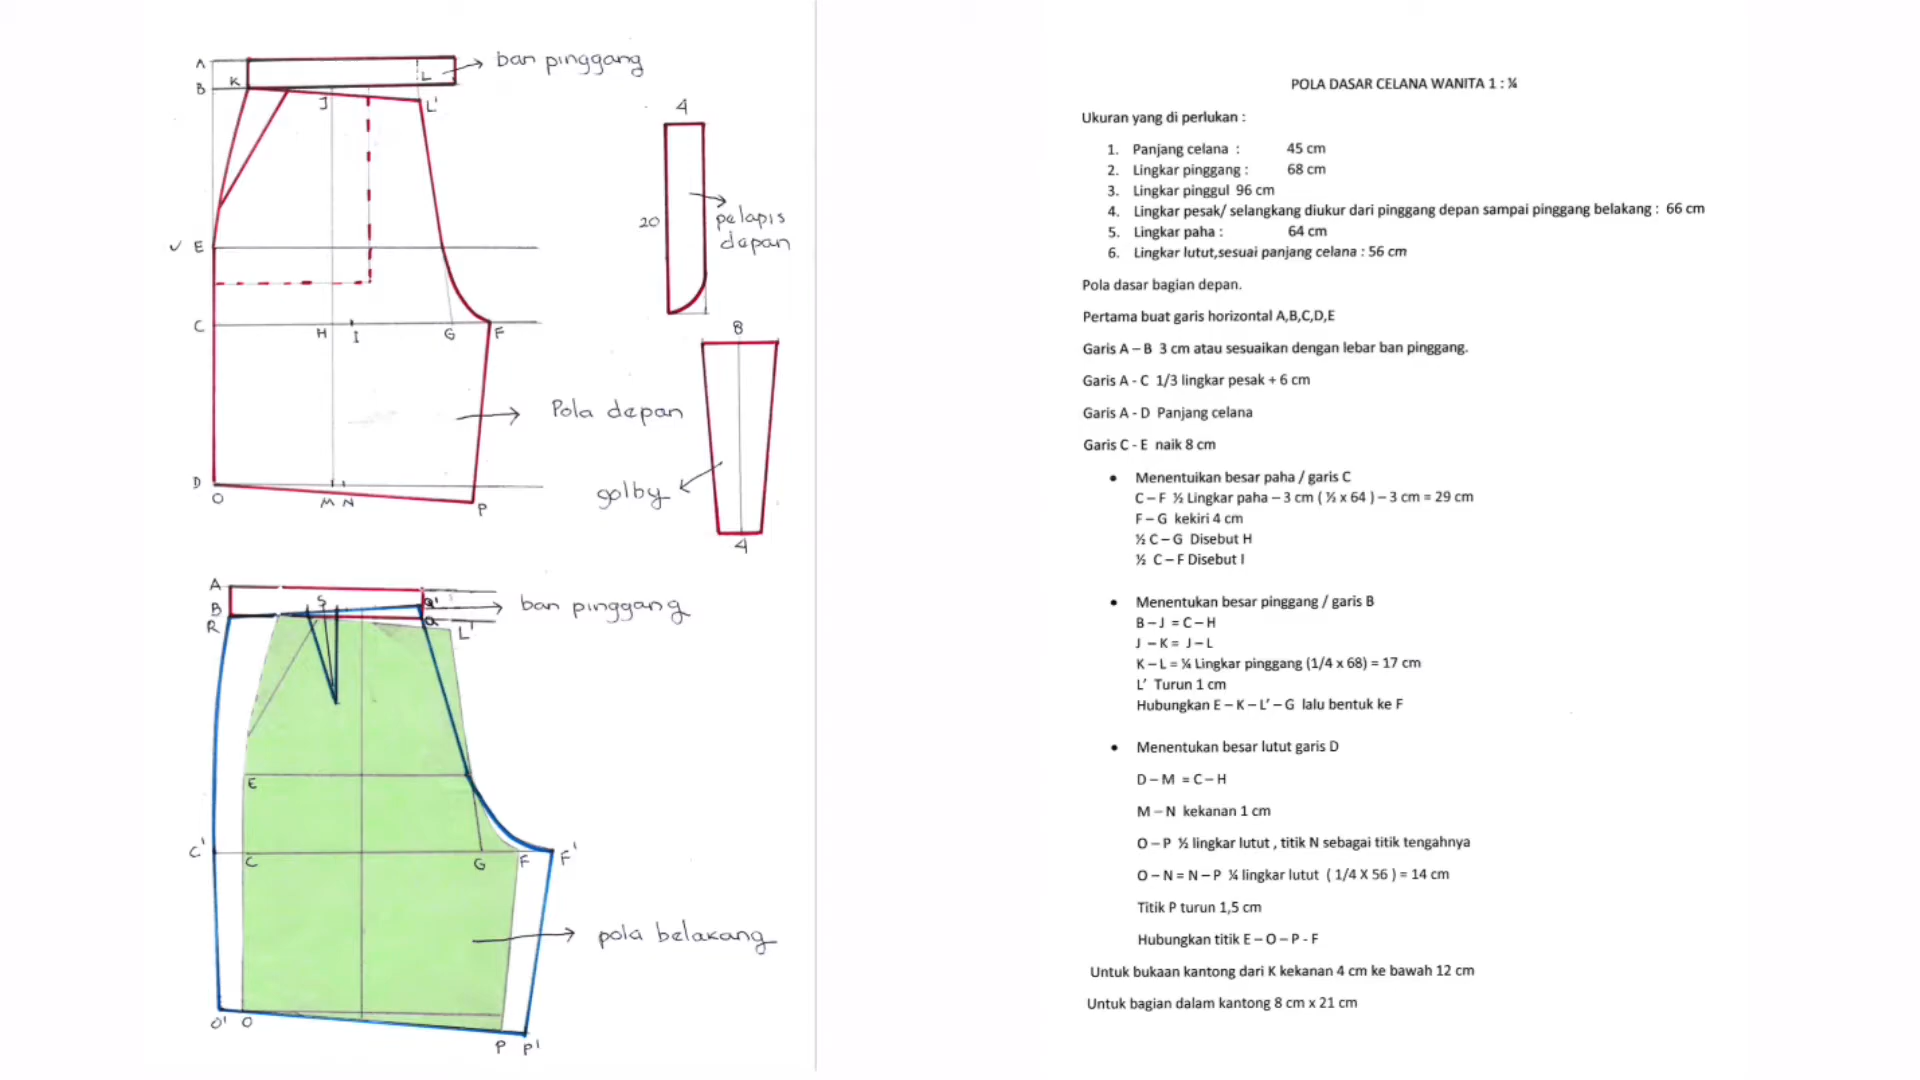 A
B
K
L
ban pinggang
J
L'
4
20
pelapis
depan
E
C
H
I
G
F
8
Pola depan
D
O
M N
P
golby
4
A
B
R
S
Q'
Q
L'
ban pinggang
E
C'
C
G
F
F'
pola belakang
O'
O
P
P'
POLA DASAR CELANA WANITA 1 : ¼
Ukuran yang di perlukan :
1. Panjang celana : 45 cm
2. Lingkar pinggang : 68 cm
3. Lingkar pinggul 96 cm
4. Lingkar pesak/ selangkang diukur dari pinggang depan sampai pinggang belakang : 66 cm
5. Lingkar paha : 64 cm
6. Lingkar lutut,sesuai panjang celana : 56 cm
Pola dasar bagian depan.
Pertama buat garis horizontal A,B,C,D,E
Garis A – B 3 cm atau sesuaikan dengan lebar ban pinggang.
Garis A - C 1/3 lingkar pesak + 6 cm
Garis A - D Panjang celana
Garis C - E naik 8 cm
• Menentuikan besar paha / garis C
C – F ½ Lingkar paha – 3 cm ( ½ x 64 ) – 3 cm = 29 cm
F – G kekiri 4 cm
½ C – G Disebut H
½ C – F Disebut I
• Menentukan besar pinggang / garis B
B – J = C – H
J – K = J – L
K – L = ¼ Lingkar pinggang (1/4 x 68) = 17 cm
L' Turun 1 cm
Hubungkan E – K – L' – G lalu bentuk ke F
• Menentukan besar lutut garis D
D – M = C – H
M – N kekanan 1 cm
O – P ½ lingkar lutut , titik N sebagai titik tengahnya
O – N = N – P ¼ lingkar lutut ( 1/4 X 56 ) = 14 cm
Titik P turun 1,5 cm
Hubungkan titik E – O – P - F
Untuk bukaan kantong dari K kekanan 4 cm ke bawah 12 cm
Untuk bagian dalam kantong 8 cm x 21 cm